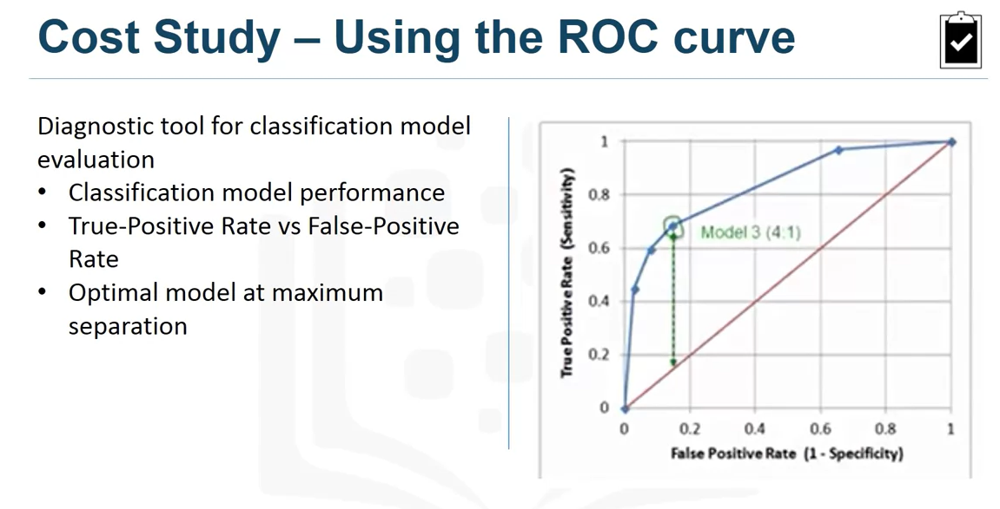 Cost Study – Using the ROC curve
Diagnostic tool for classification model
evaluation
• Classification model performance
• True-Positive Rate vs False-Positive
Rate
• Optimal model at maximum
separation
True Positive Rate (Sensitivity)
1
0.8
0.6
0.4
0.2
0
Model 3 (4:1)
0 0.2 0.4 0.6 0.8 1
False Positive Rate (1 - Specificity)